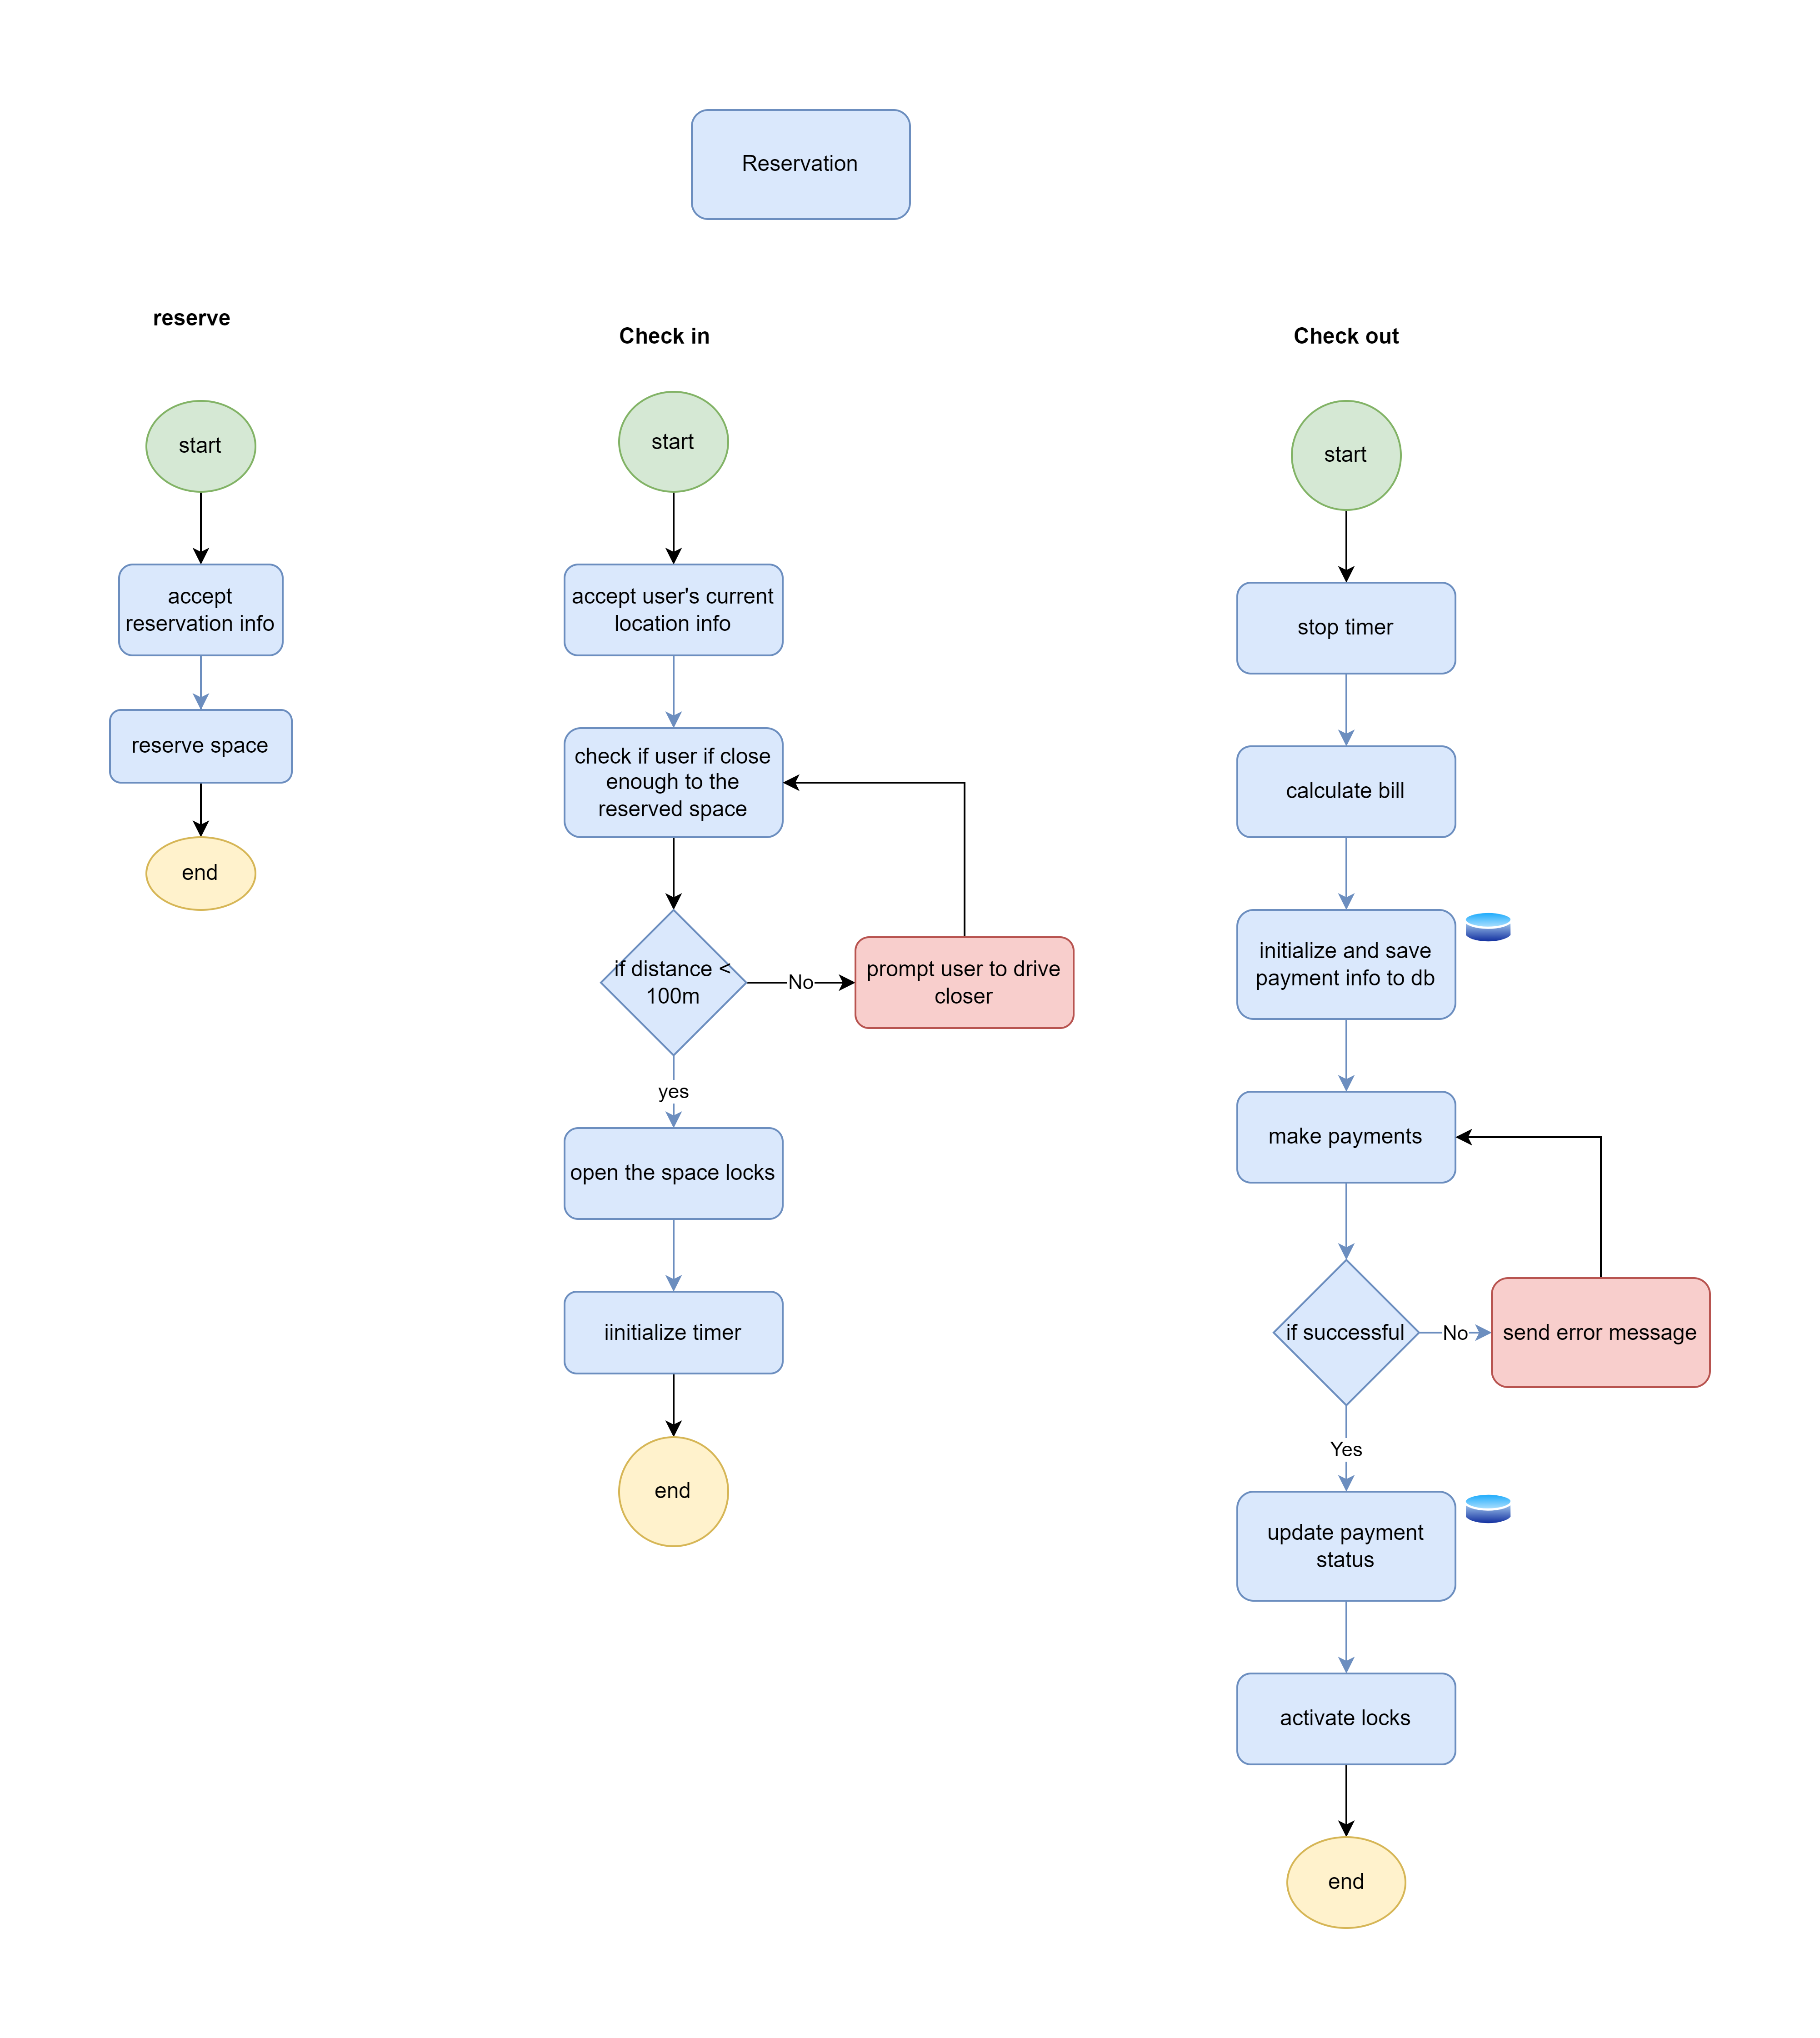 Reservation
reserve
start
accept
reservation info
reserve space
end
Check in
start
accept user's current
location info
check if user if close
enough to the
reserved space
if distance <
100m
No
prompt user to drive
closer
yes
open the space locks
iinitialize timer
end
Check out
start
stop timer
calculate bill
initialize and save
payment info to db
make payments
if successful
No
send error message
Yes
update payment
status
activate locks
end